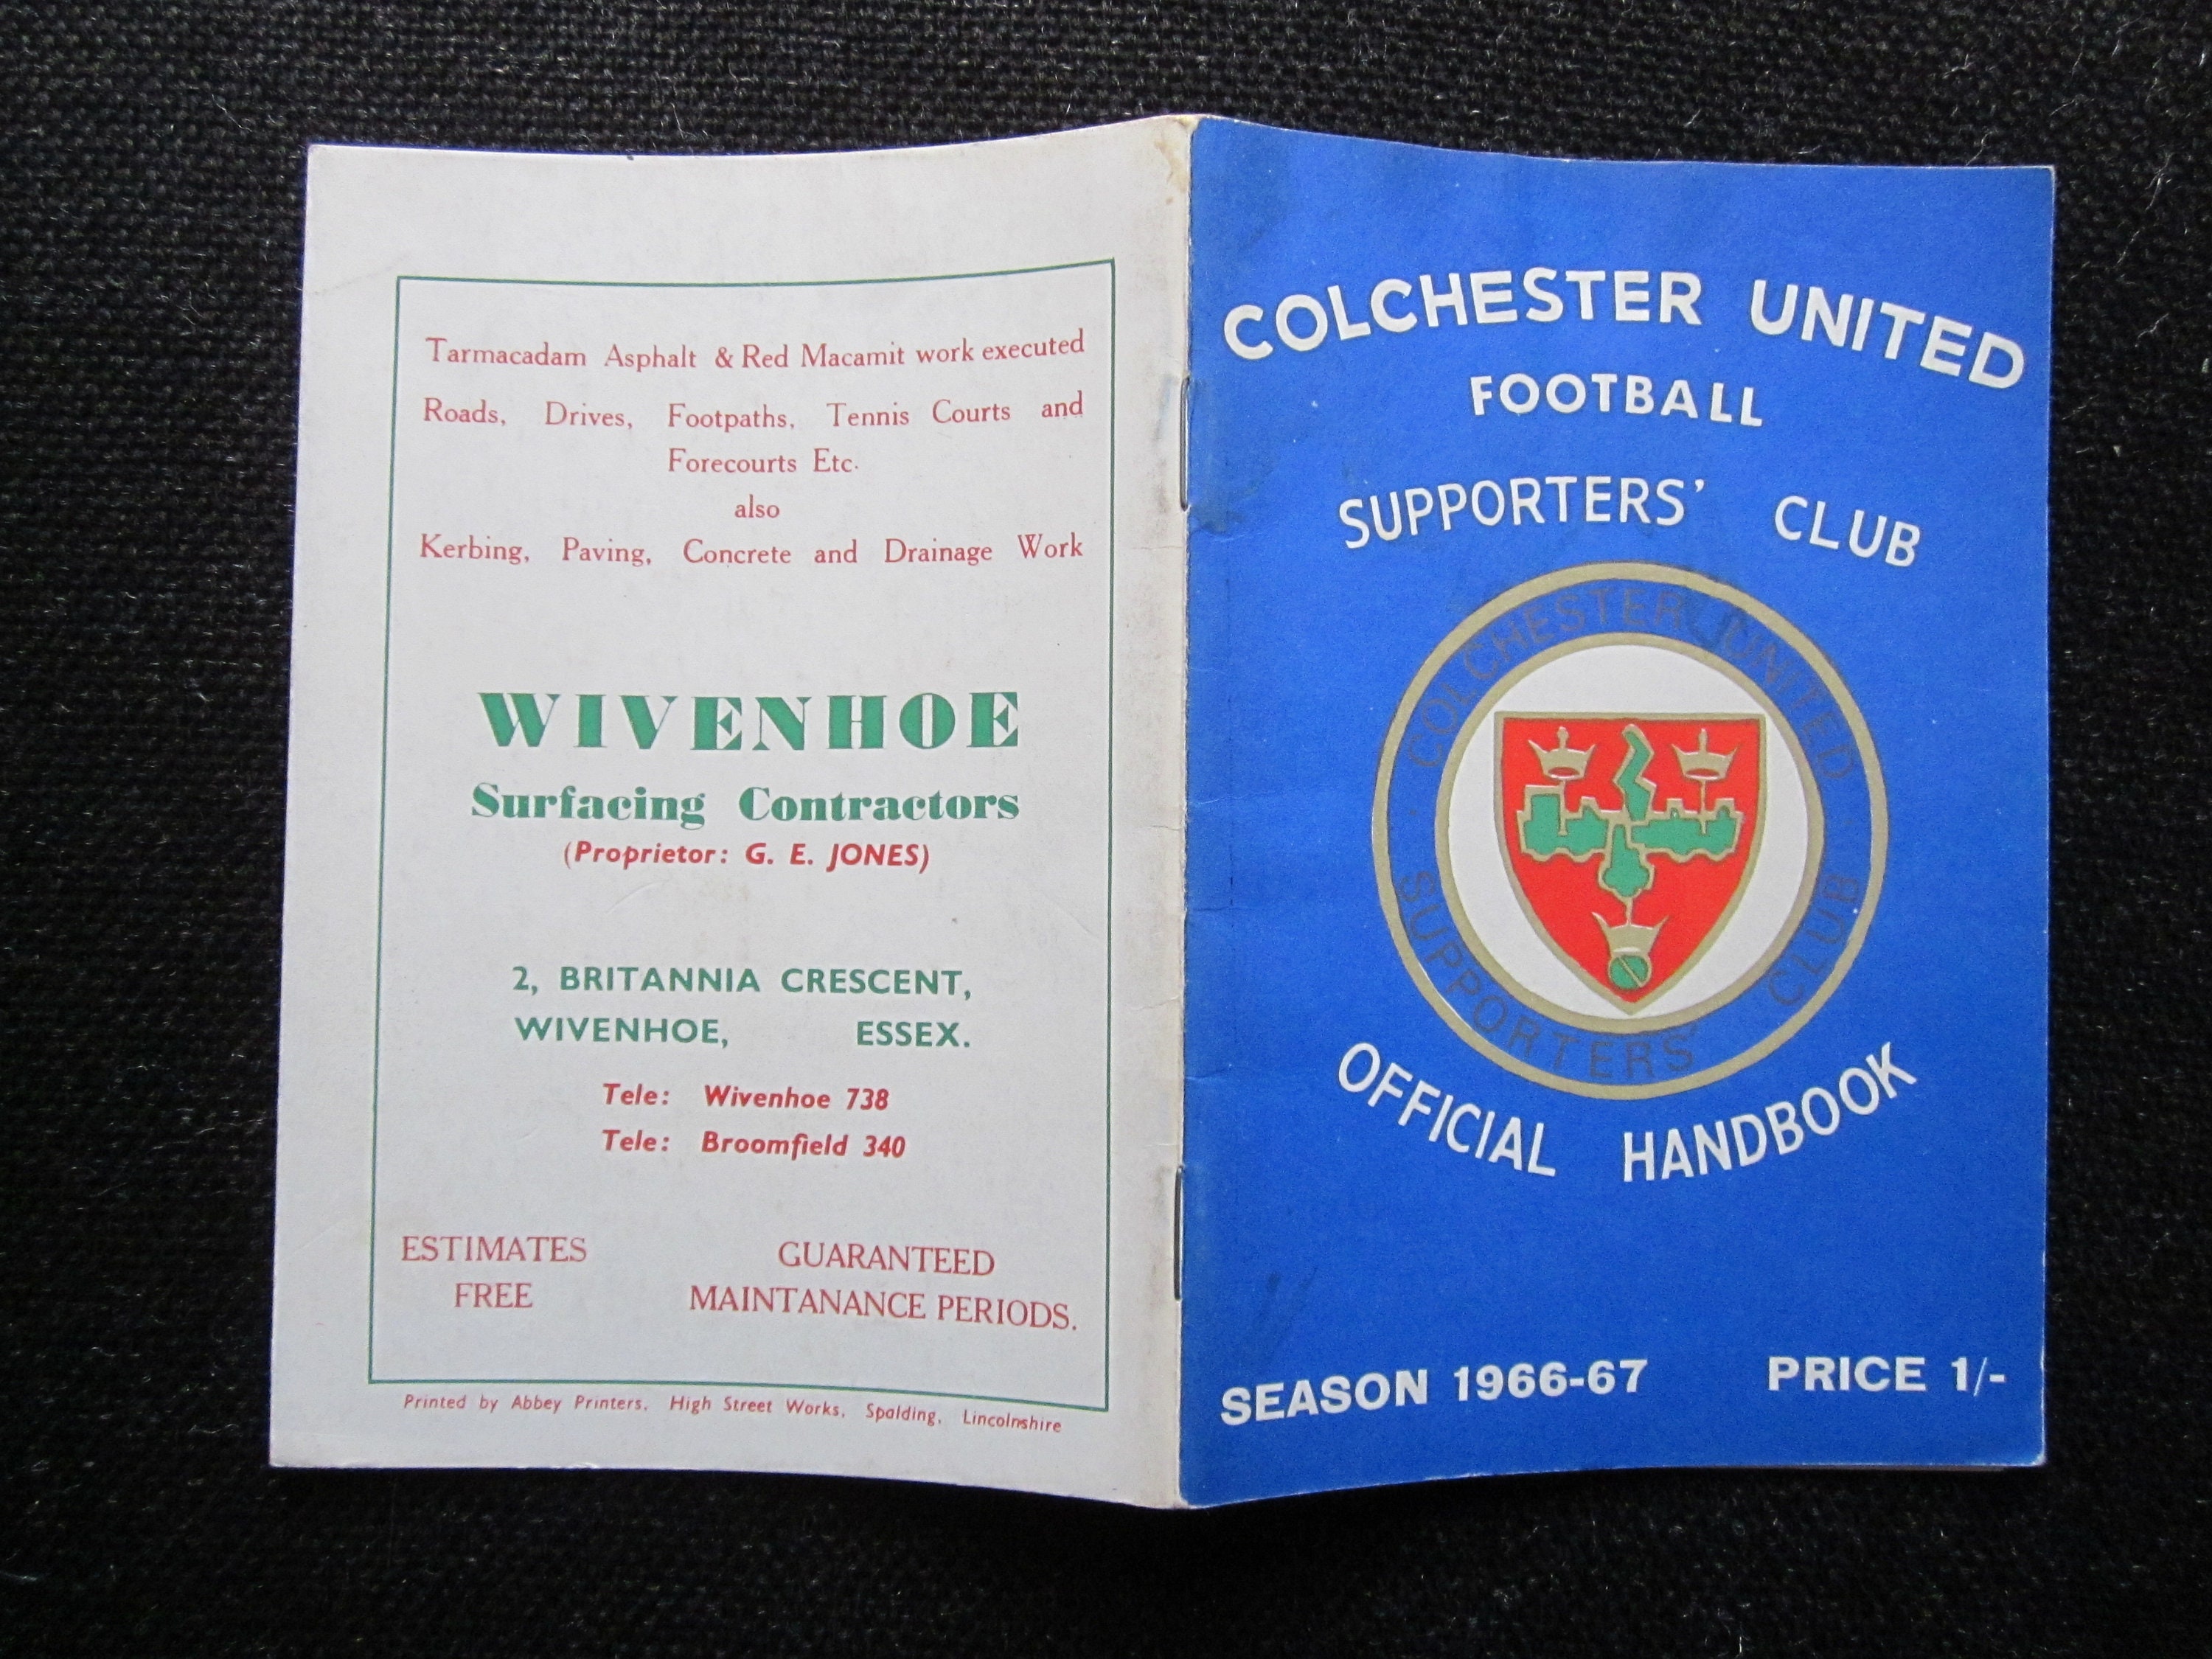 Tarmacadam Asphalt & Red Macamit work executed
Roads, Drives, Footpaths, Tennis Courts and
Forecourts Etc.
also
Kerbing, Paving, Concrete and Drainage Work
WIVENHOE
Surfacing Contractors
(Proprietor: G. E. JONES)
2, BRITANNIA CRESCENT,
WIVENHOE, ESSEX.
Tele: Wivenhoe 738
Tele: Broomfield 340
ESTIMATES
FREE
GUARANTEED
MAINTANANCE PERIODS.
Printed by Abbey Printers, High Street Works, Spalding, Lincolnshire
COLCHESTER UNITED
FOOTBALL
SUPPORTERS' CLUB
COLCHESTER UNITED
SUPPORTERS CLUB
OFFICIAL HANDBOOK
SEASON 1966-67 PRICE 1/-